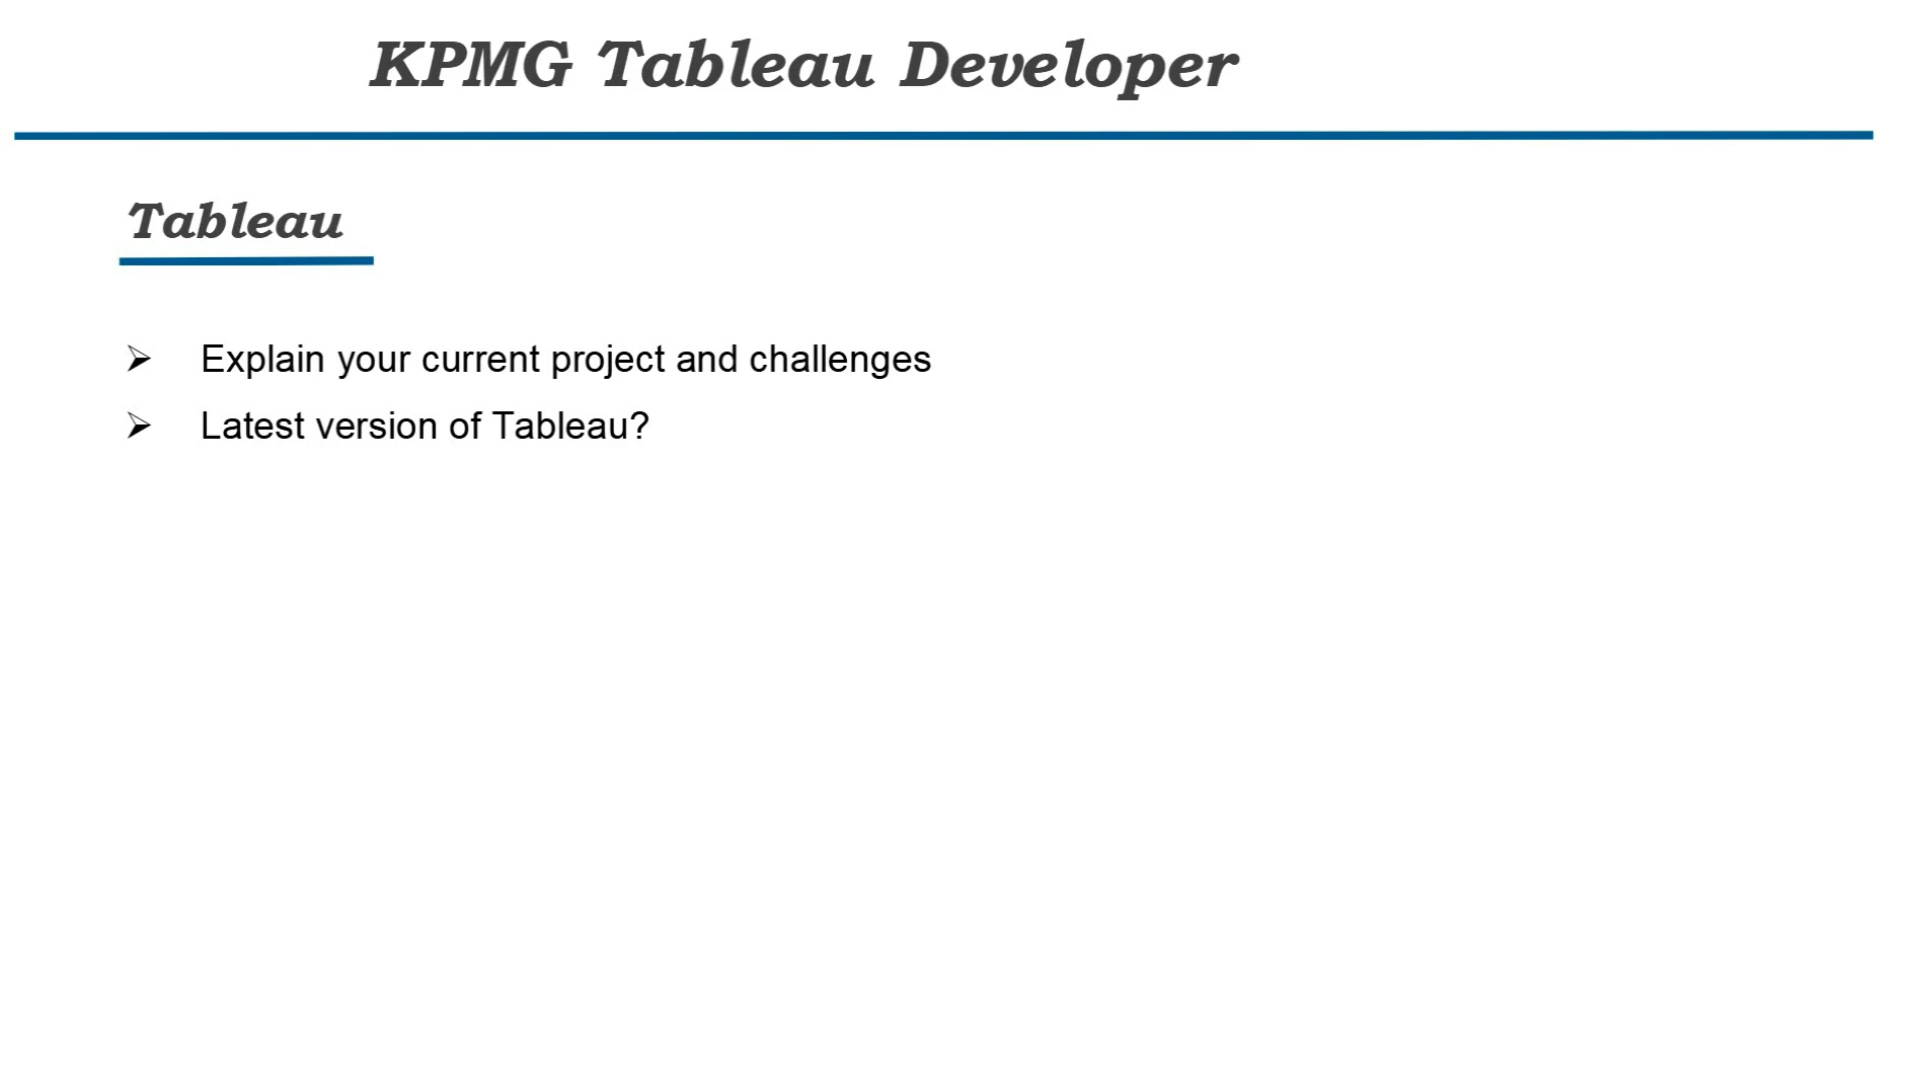 KPMG Tableau Developer
Tableau
➢ Explain your current project and challenges
➢ Latest version of Tableau?